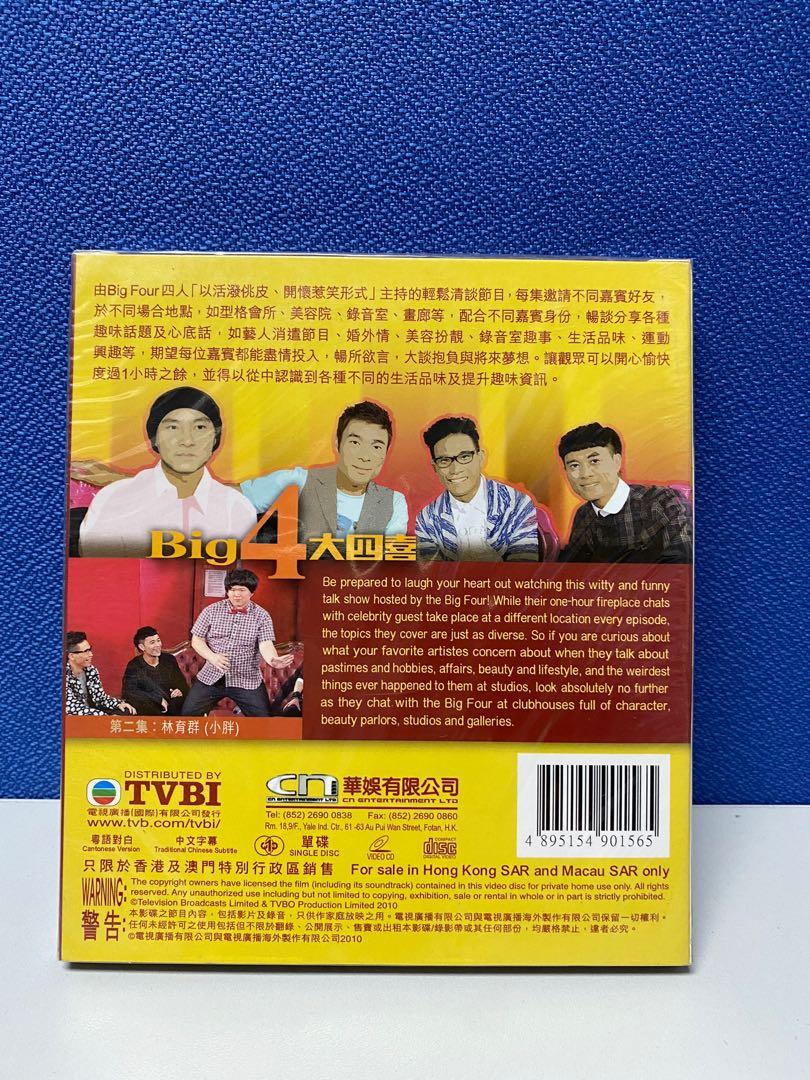 由Big Four 四人「以活潑佻皮、開懷惹笑形式」主持的輕鬆清談節目,每集邀請不同嘉賓好友,
於不同場合地點,如型格會所、美容院、錄音室、畫廊等,配合不同嘉賓身份,暢談分享各種
趣味話題及心底話,如藝人消遣節目、婚外情、美容扮靚、錄音室趣事、生活品味、運動
興趣等,期望每位嘉賓都能盡情投入,暢所欲言,大談抱負與將來夢想。讓觀眾可以開心愉快
度過1小時之餘,並得以從中認識到各種不同的生活品味及提升趣味資訊。
Big 4 大四喜
Be prepared to laugh your heart out watching this witty and funny
talk show hosted by the Big Four! While their one-hour fireplace chats
with celebrity guest take place at a different location every episode,
the topics they cover are just as diverse. So if you are curious about
what your favorite artistes concern about when they talk about
pastimes and hobbies, affairs, beauty and lifestyle, and the weirdest
things ever happened to them at studios, look absolutely no further
as they chat with the Big Four at clubhouses full of character,
beauty parlors, studios and galleries.
第二集:林育群 (小胖)
DISTRIBUTED BY
TVBI
電視廣播(國際)有限公司發行
www.tvb.com/tvbi/
cn 華娛有限公司
CN ENTERTAINMENT LTD
Tel: (852) 2690 0838 Fax: (852) 2690 0860
Rm. 18,9/F., Yale Ind. Ctr., 61-63 Au Pui Wan Street, Fotan, H.K.
4 895154 901565
粵語對白
Cantonese Version
中文字幕
Traditional Chinese Subtitle
單碟
SINGLE DISC
VIDEO CD
COMPACT
disc
DIGITAL VIDEO
只限於香港及澳門特別行政區銷售 For sale in Hong Kong SAR and Macau SAR only
WARNING: The copyright owners have licensed the film (including its soundtrack) contained in this video disc for private home use only. All rights
reserved. Any unauthorized use including but not limited to copying, exhibition, sale or rental in whole or in part is strictly prohibited.
©Television Broadcasts Limited & TVBO Production Limited 2010
警告: 本影碟之節目內容,包括影片及錄音,只供作家庭放映之用。電視廣播有限公司與電視廣播海外製作有限公司保留一切權利。
任何未經許可之使用包括但不限於翻錄、公開展示、售賣或出租本影碟/錄影帶或其任何部份,均嚴格禁止,違者必究。
©電視廣播有限公司與電視廣播海外製作有限公司2010